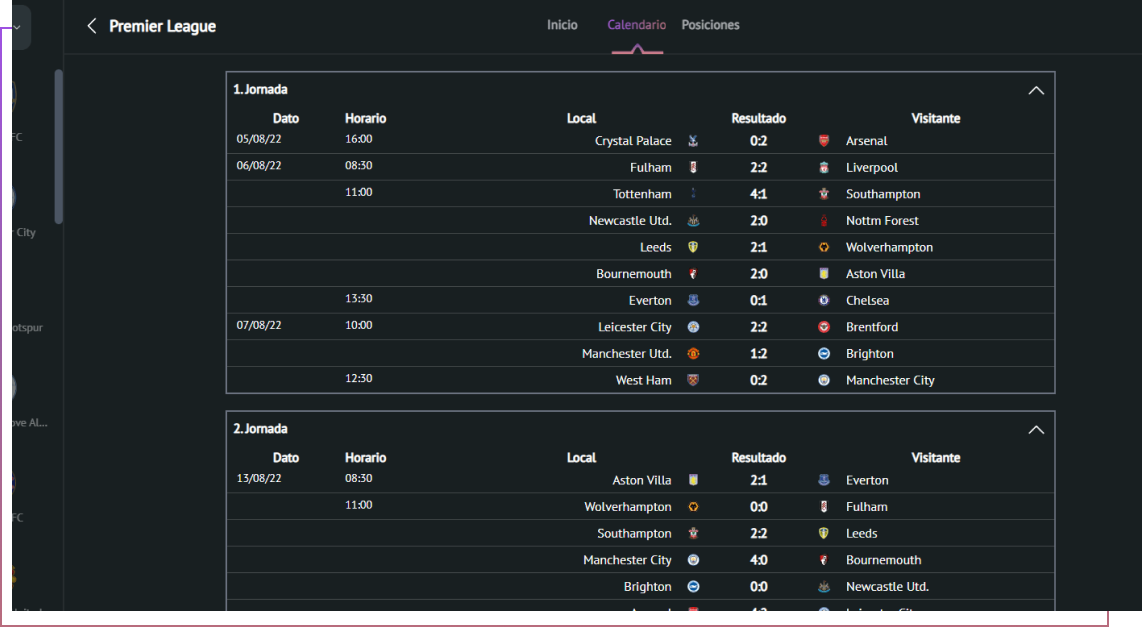 Premier League
Inicio Calendario Posiciones
1. Jornada
Dato Horario Local Resultado Visitante
05/08/22 16:00 Crystal Palace 0:2 Arsenal
06/08/22 08:30 Fulham 2:2 Liverpool
11:00 Tottenham 4:1 Southampton
Newcastle Utd. 2:0 Nottm Forest
Leeds 2:1 Wolverhampton
Bournemouth 2:0 Aston Villa
13:30 Everton 0:1 Chelsea
07/08/22 10:00 Leicester City 2:2 Brentford
Manchester Utd. 1:2 Brighton
12:30 West Ham 0:2 Manchester City
2. Jornada
Dato Horario Local Resultado Visitante
13/08/22 08:30 Aston Villa 2:1 Everton
11:00 Wolverhampton 0:0 Fulham
Southampton 2:2 Leeds
Manchester City 4:0 Bournemouth
Brighton 0:0 Newcastle Utd.
FC
City
otspur
ove Al...
FC